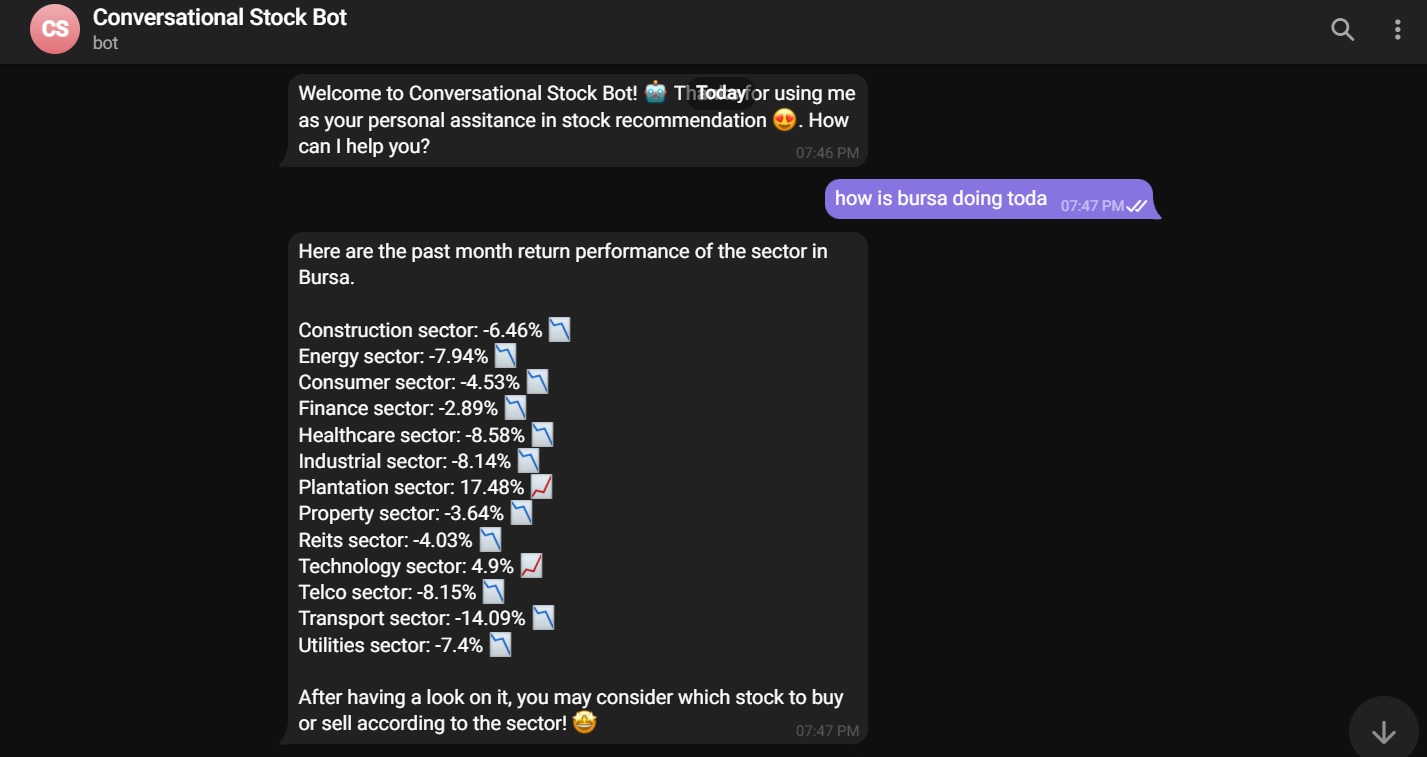 CS
Conversational Stock Bot
bot
Welcome to Conversational Stock Bot! 🤖 Today or using me
as your personal assitance in stock recommendation 😍. How
can I help you?
07:46 PM
how is bursa doing toda
07:47 PM
Here are the past month return performance of the sector in
Bursa.
Construction sector: -6.46% 📉
Energy sector: -7.94% 📉
Consumer sector: -4.53% 📉
Finance sector: -2.89% 📉
Healthcare sector: -8.58% 📉
Industrial sector: -8.14% 📉
Plantation sector: 17.48% 📈
Property sector: -3.64% 📉
Reits sector: -4.03% 📉
Technology sector: 4.9% 📈
Telco sector: -8.15% 📉
Transport sector: -14.09% 📉
Utilities sector: -7.4% 📉
After having a look on it, you may consider which stock to buy
or sell according to the sector! 🤩
07:47 PM